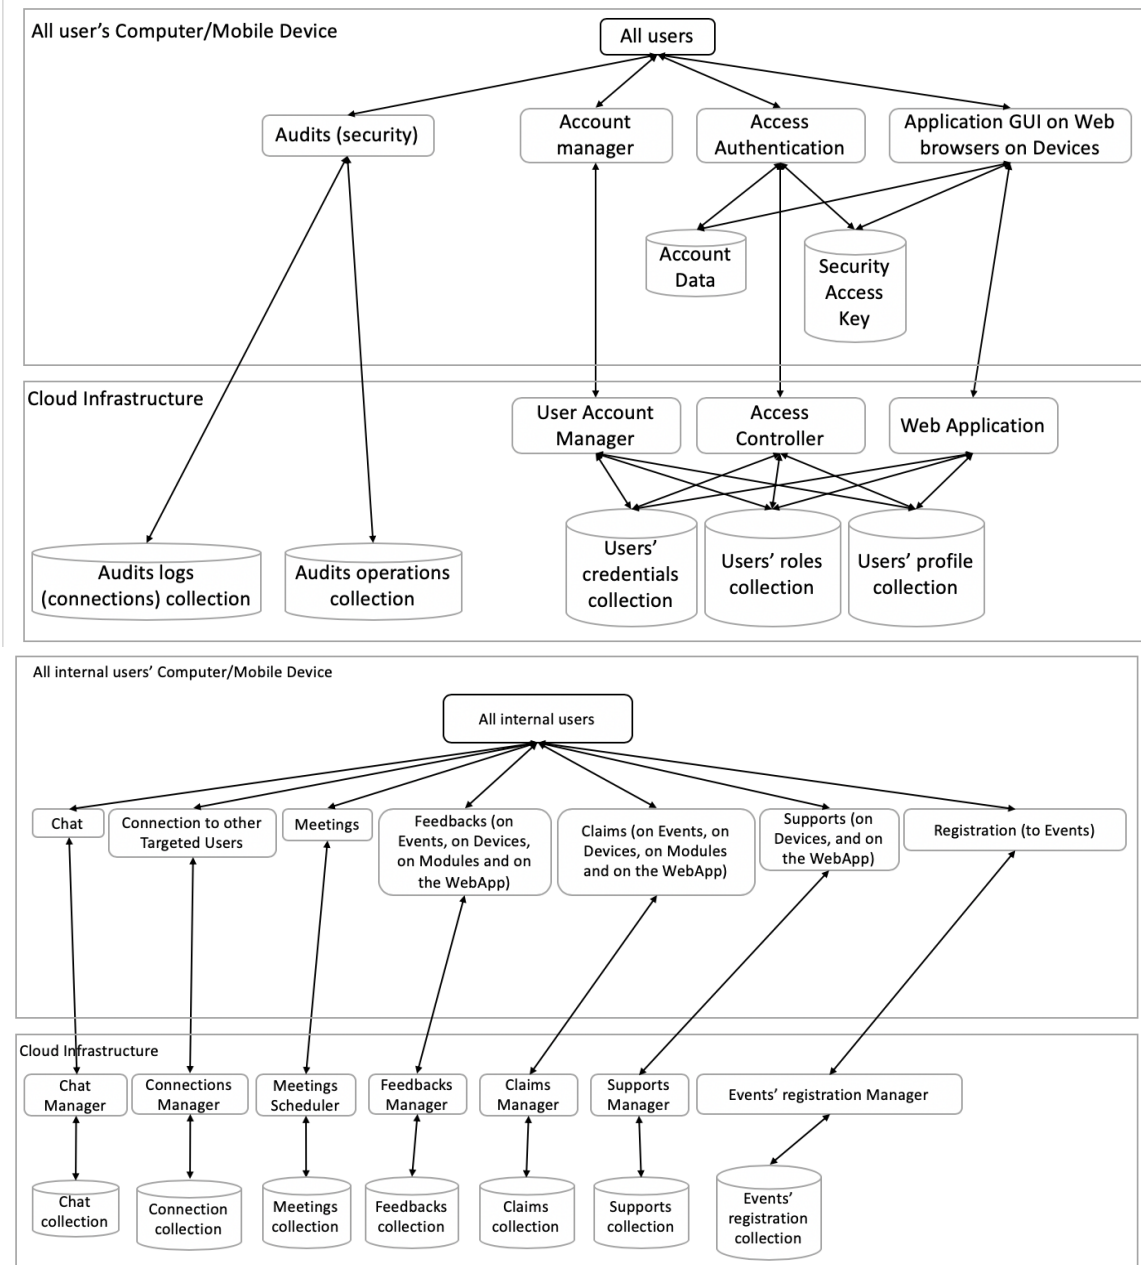 All user's Computer/Mobile Device
All users
Audits (security)
Account
manager
Access
Authentication
Application GUI on Web
browsers on Devices
Account
Data
Security
Access
Key
Cloud Infrastructure
User Account
Manager
Access
Controller
Web Application
Audits logs
(connections) collection
Audits operations
collection
Users’
credentials
collection
Users’ roles
collection
Users’ profile
collection
All internal users’ Computer/Mobile Device
All internal users
Chat
Connection to other
Targeted Users
Meetings
Feedbacks (on
Events, on Devices,
on Modules and on
the WebApp)
Claims (on Events, on
Devices, on Modules
and on the WebApp)
Supports (on
Devices, and on
the WebApp)
Registration (to Events)
Cloud Infrastructure
Chat
Manager
Connections
Manager
Meetings
Scheduler
Feedbacks
Manager
Claims
Manager
Supports
Manager
Events’ registration Manager
Chat
collection
Connection
collection
Meetings
collection
Feedbacks
collection
Claims
collection
Supports
collection
Events’
registration
collection